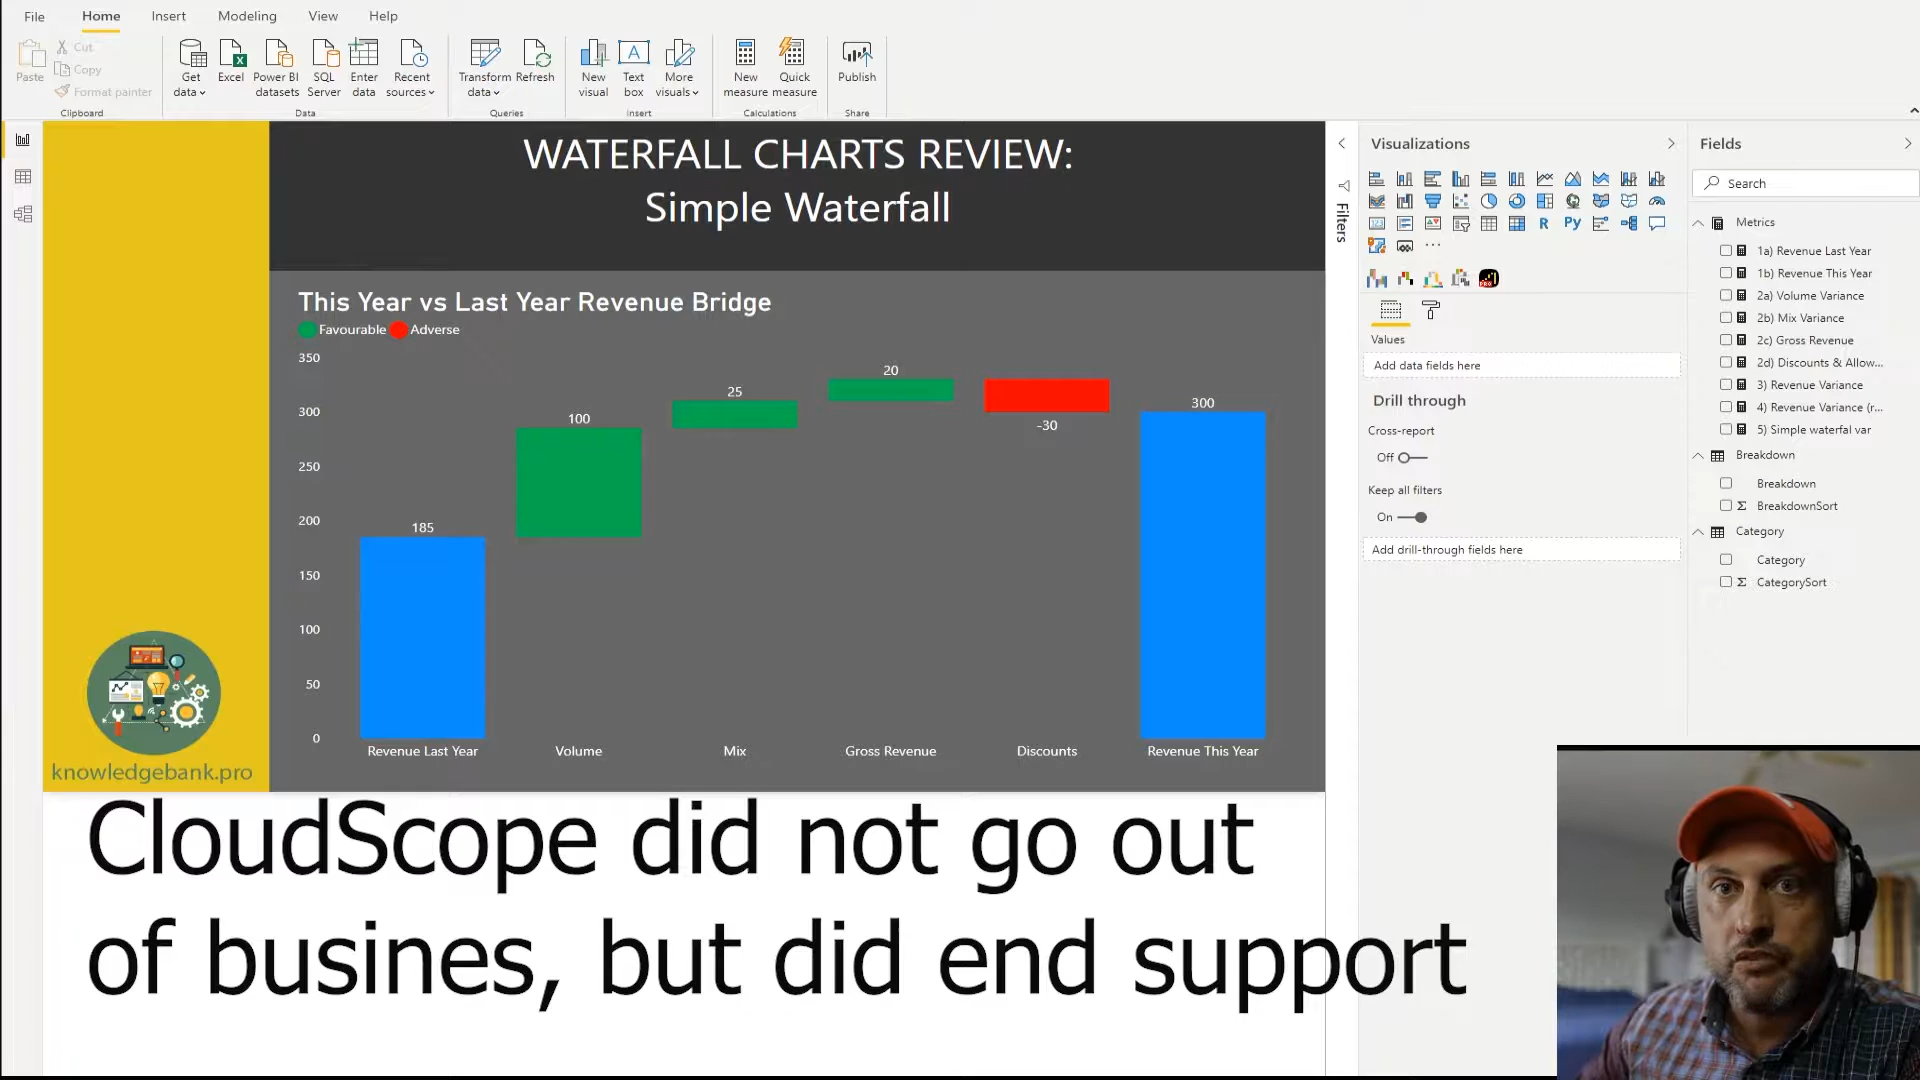 File Home Insert Modeling View Help
Paste
Cut
Copy
Format painter
Clipboard
Get data
Excel
Power BI datasets
SQL Server
Enter data
Recent sources
Data
Transform data
Refresh
Queries
New visual
Text box
More visuals
Insert
New measure
Quick measure
Calculations
Publish
Share
WATERFALL CHARTS REVIEW:
Simple Waterfall
This Year vs Last Year Revenue Bridge
Favourable Adverse
350
300
250
200
150
100
50
0
185
100
25
20
-30
300
Revenue Last Year Volume Mix Gross Revenue Discounts Revenue This Year
knowledgebank.pro
CloudScope did not go out
of busines, but did end support
Filters
Visualizations
R Py
PRO
Values
Add data fields here
Drill through
Cross-report
Off
Keep all filters
On
Add drill-through fields here
Fields
Search
Metrics
1a) Revenue Last Year
1b) Revenue This Year
2a) Volume Variance
2b) Mix Variance
2c) Gross Revenue
2d) Discounts & Allow...
3) Revenue Variance
4) Revenue Variance (r...
5) Simple waterfal var
Breakdown
Breakdown
Σ BreakdownSort
Category
Category
Σ CategorySort